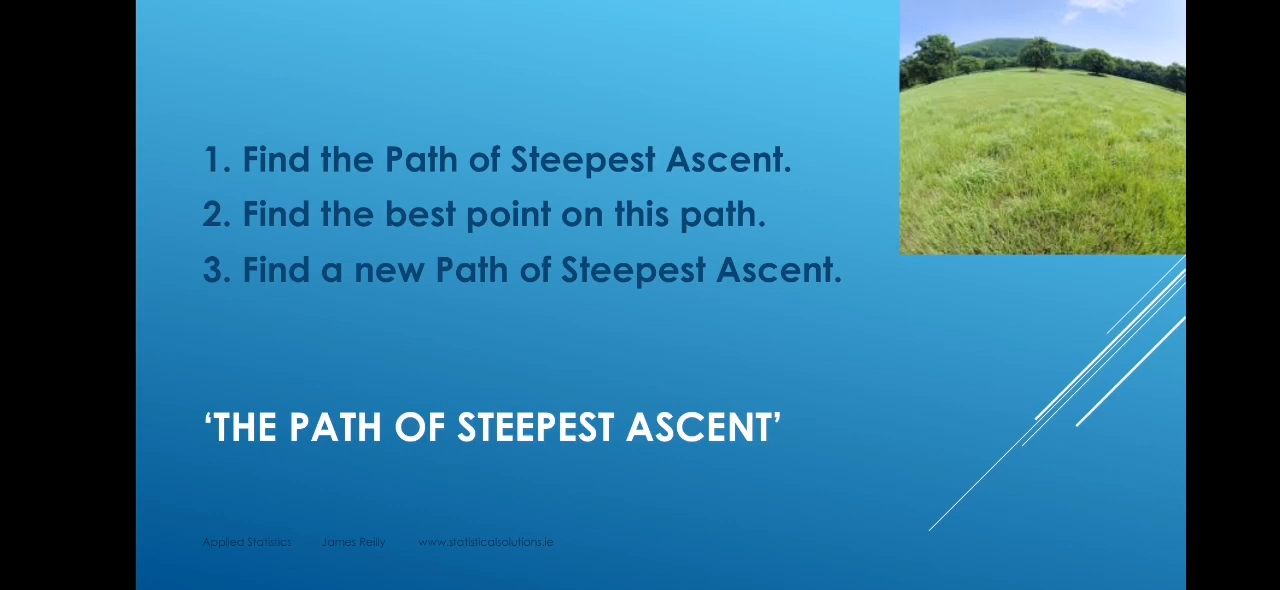 1. Find the Path of Steepest Ascent.
2. Find the best point on this path.
3. Find a new Path of Steepest Ascent.
‘THE PATH OF STEEPEST ASCENT’
Applied Statistics James Reilly www.statisticalsolutions.ie